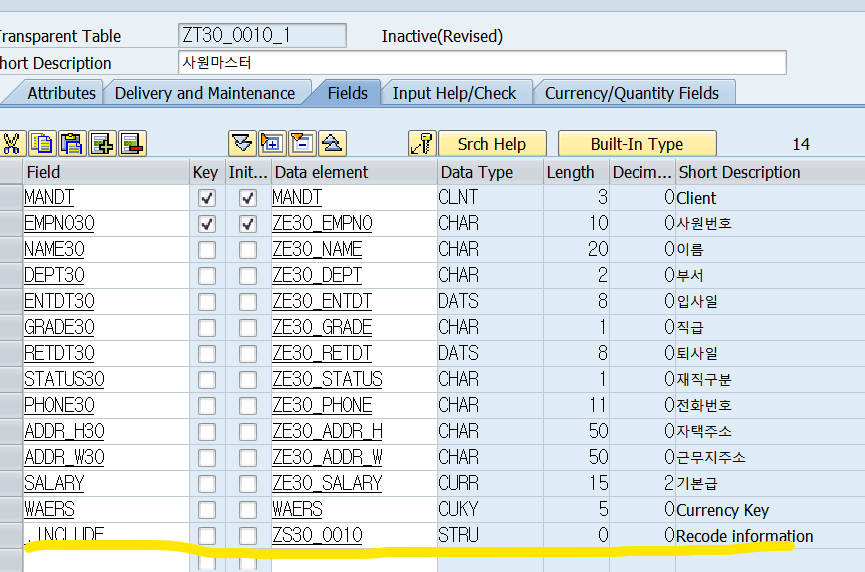 Transparent Table ZT30_0010_1 Inactive(Revised)
Short Description 사원마스터
Attributes Delivery and Maintenance Fields Input Help/Check Currency/Quantity Fields
Srch Help Built-In Type 14
Field Key Init... Data element Data Type Length Decim... Short Description
MANDT MANDT CLNT 3 0 Client
EMPNO30 ZE30_EMPNO CHAR 10 0 사원번호
NAME30 ZE30_NAME CHAR 20 0 이름
DEPT30 ZE30_DEPT CHAR 2 0 부서
ENTDT30 ZE30_ENTDT DATS 8 0 입사일
GRADE30 ZE30_GRADE CHAR 1 0 직급
RETDT30 ZE30_RETDT DATS 8 0 퇴사일
STATUS30 ZE30_STATUS CHAR 1 0 재직구분
PHONE30 ZE30_PHONE CHAR 11 0 전화번호
ADDR_H30 ZE30_ADDR_H CHAR 50 0 자택주소
ADDR_W30 ZE30_ADDR_W CHAR 50 0 근무지주소
SALARY ZE30_SALARY CURR 15 2 기본급
WAERS WAERS CUKY 5 0 Currency Key
.INCLUDE ZS30_0010 STRU 0 0 Recode information